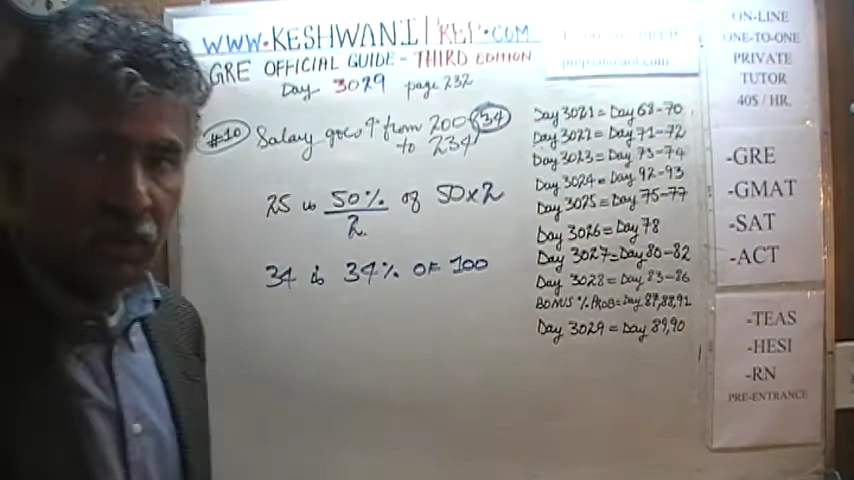 WWW.KESHWANIPREP.COM
GRE OFFICIAL GUIDE - THIRD EDITION
Day 3029 page 232
#10 Salary goes ↑ from 200 34
to 234
25 is 50% of 50x2
2
34 is 34% OF 100
prepvantani.com
Day 3021 = Day 68-70
Day 3022 = Day 71-72
Day 3023 = Day 73-74
Day 3024 = Day 92-93
Day 3025 = Day 75-77
Day 3026 = Day 78
Day 3027 = Day 80-82
Day 3028 = Day 83-86
BONUS % PROB = Day 87,88,91
Day 3029 = Day 89,90
ON-LINE
ONE-TO-ONE
PRIVATE
TUTOR
40$ / HR.
-GRE
-GMAT
-SAT
-ACT
-TEAS
-HESI
-RN
PRE-ENTRANCE